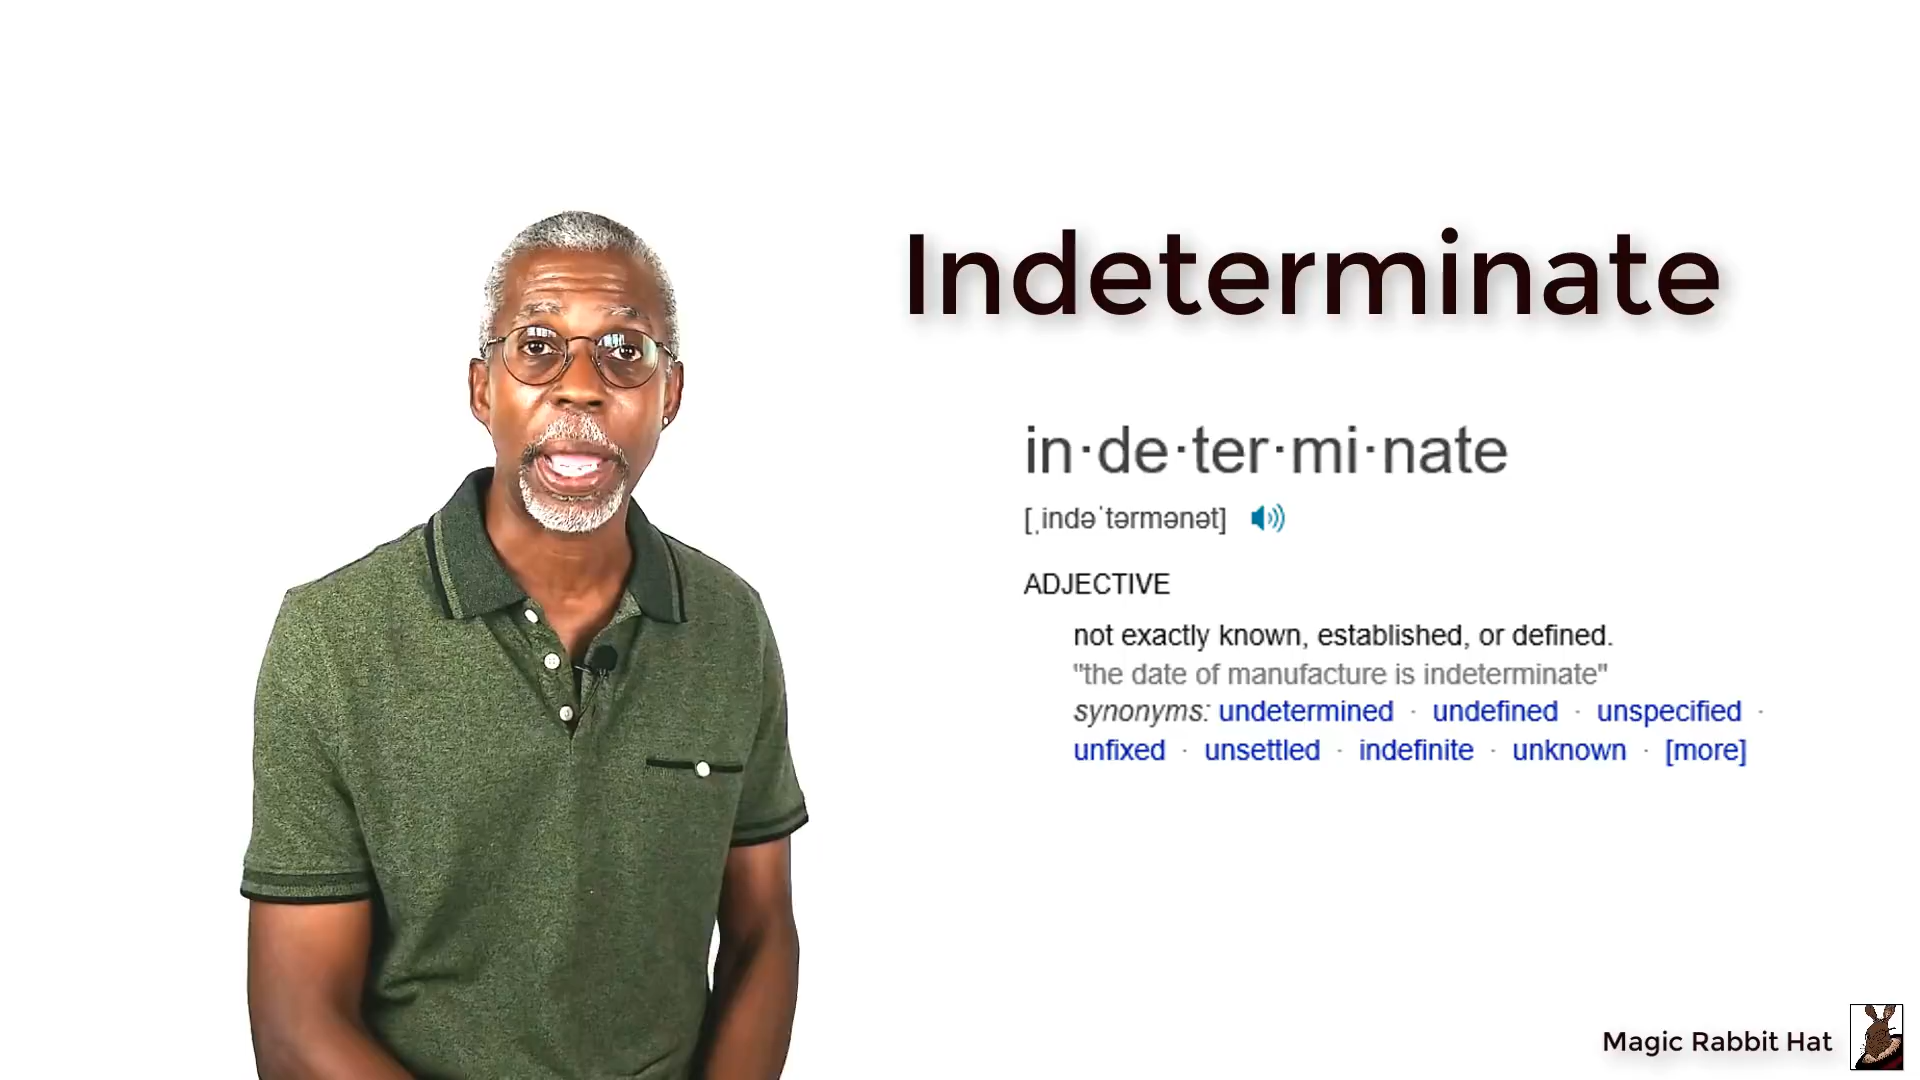 Indeterminate
in·de·ter·mi·nate
[ˌindəˈtərmənət]
ADJECTIVE
not exactly known, established, or defined.
"the date of manufacture is indeterminate"
synonyms: undetermined · undefined · unspecified ·
unfixed · unsettled · indefinite · unknown · [more]
Magic Rabbit Hat